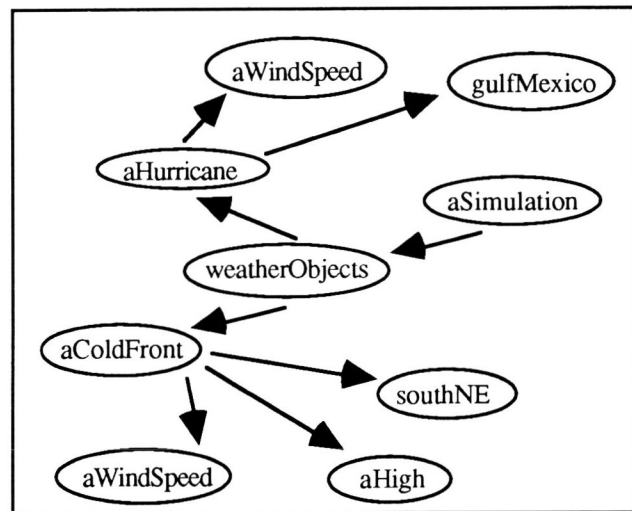 aWindSpeed
gulfMexico
aHurricane
aSimulation
weatherObjects
aColdFront
southNE
aWindSpeed
aHigh